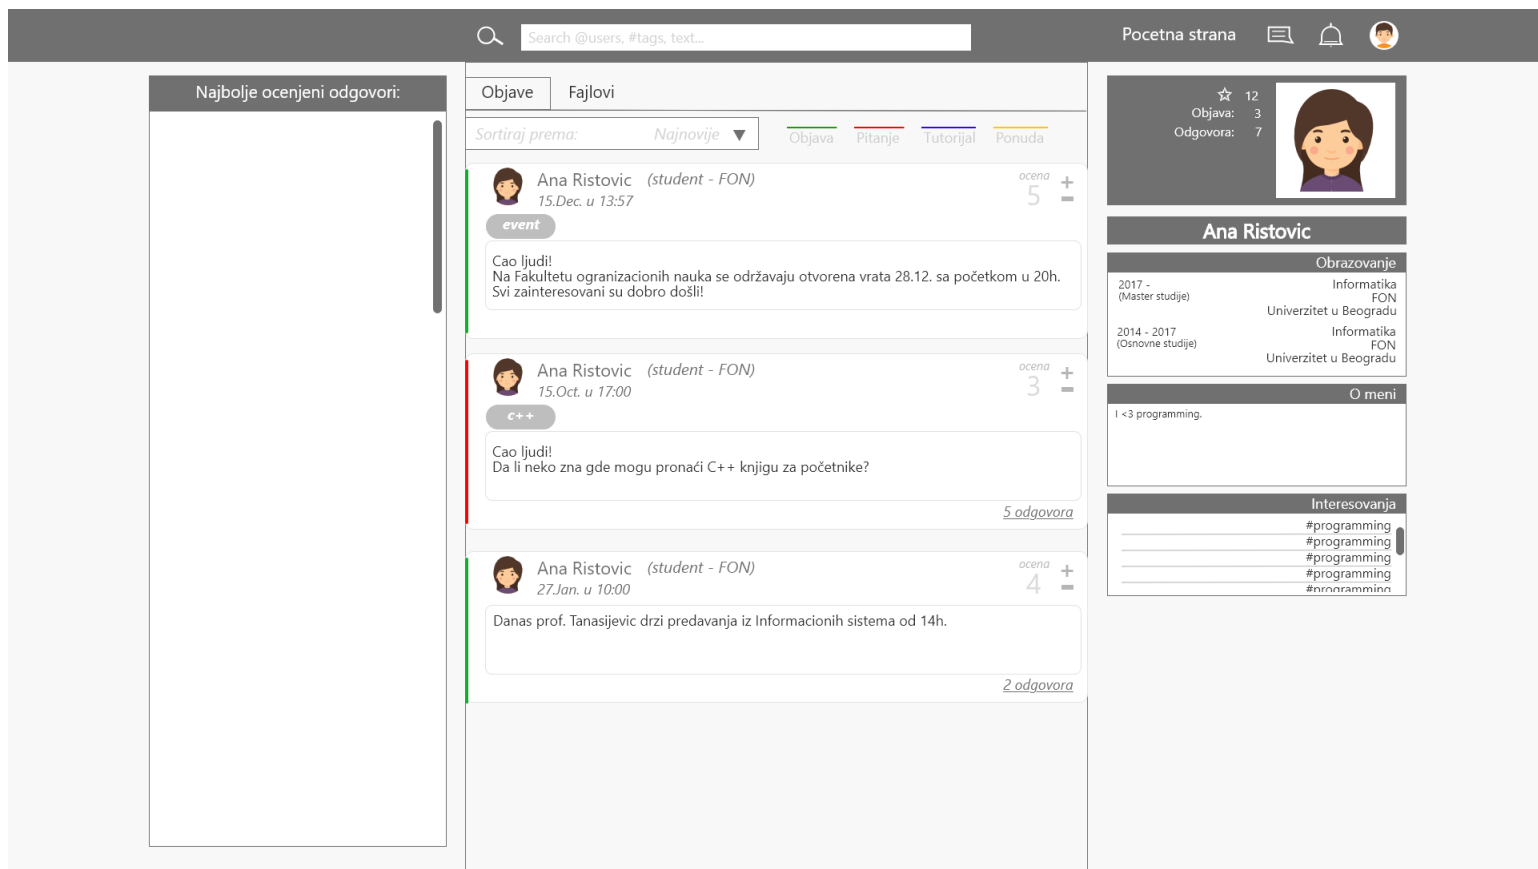 Search @users, #tags, text...
Pocetna strana
Najbolje ocenjeni odgovori:
Objave
Fajlovi
Sortiraj prema:
Najnovije
Objava
Pitanje
Tutorijal
Ponuda
Ana Ristovic (student - FON)
15.Dec. u 13:57
ocena
5
+
event
Cao ljudi!
Na Fakultetu ogranizacionih nauka se održavaju otvorena vrata 28.12. sa početkom u 20h.
Svi zainteresovani su dobro došli!
Ana Ristovic (student - FON)
15.Oct. u 17:00
ocena
3
+
c++
Cao ljudi!
Da li neko zna gde mogu pronaći C++ knjigu za početnike?
5 odgovora
Ana Ristovic (student - FON)
27.Jan. u 10:00
ocena
4
+
Danas prof. Tanasijevic drzi predavanja iz Informacionih sistema od 14h.
2 odgovora
12
Objava: 3
Odgovora: 7
Ana Ristovic
Obrazovanje
2017 -
(Master studije)
Informatika
FON
Univerzitet u Beogradu
2014 - 2017
(Osnovne studije)
Informatika
FON
Univerzitet u Beogradu
O meni
I <3 programming.
Interesovanja
#programming
#programming
#programming
#programming
#programming